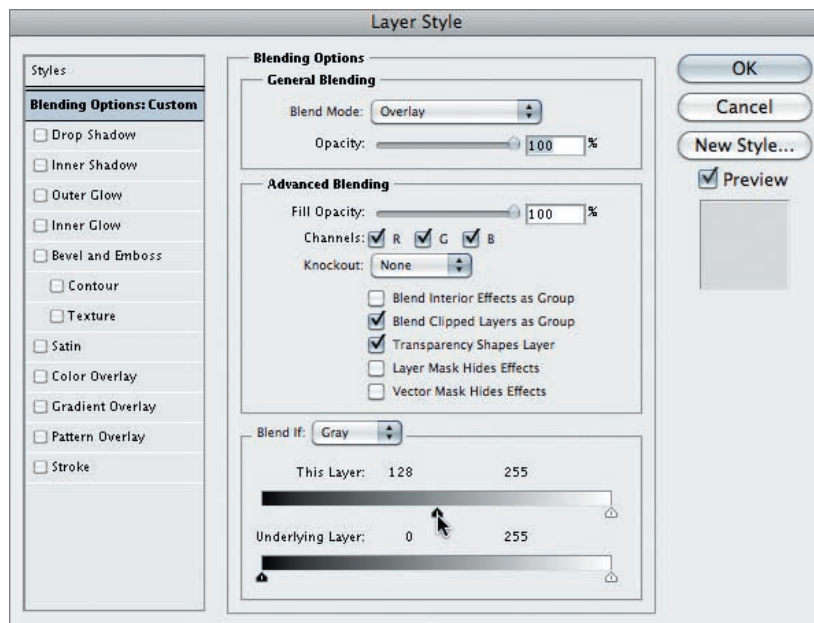 Layer Style
Styles
Blending Options: Custom
Drop Shadow
Inner Shadow
Outer Glow
Inner Glow
Bevel and Emboss
Contour
Texture
Satin
Color Overlay
Gradient Overlay
Pattern Overlay
Stroke
Blending Options
General Blending
Blend Mode: Overlay
Opacity: 100 %
Advanced Blending
Fill Opacity: 100 %
Channels: R G B
Knockout: None
Blend Interior Effects as Group
Blend Clipped Layers as Group
Transparency Shapes Layer
Layer Mask Hides Effects
Vector Mask Hides Effects
Blend If: Gray
This Layer: 128 255
Underlying Layer: 0 255
OK
Cancel
New Style...
Preview